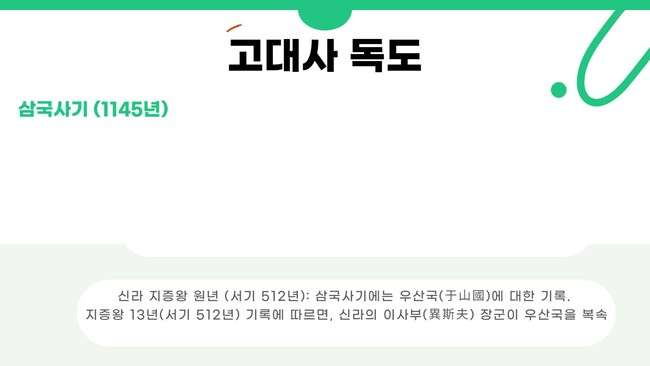 고대사 독도
삼국사기 (1145년)
신라 지증왕 원년 (서기 512년): 삼국사기에는 우산국(于山國)에 대한 기록.
지증왕 13년(서기 512년) 기록에 따르면, 신라의 이사부(異斯夫) 장군이 우산국을 복속